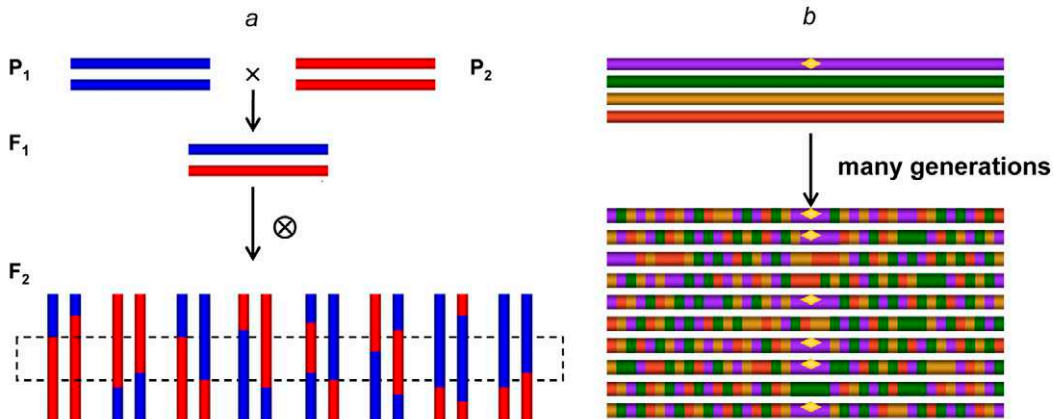 a
b
P₁
×
P₂
F₁
many generations
⊗
F₂